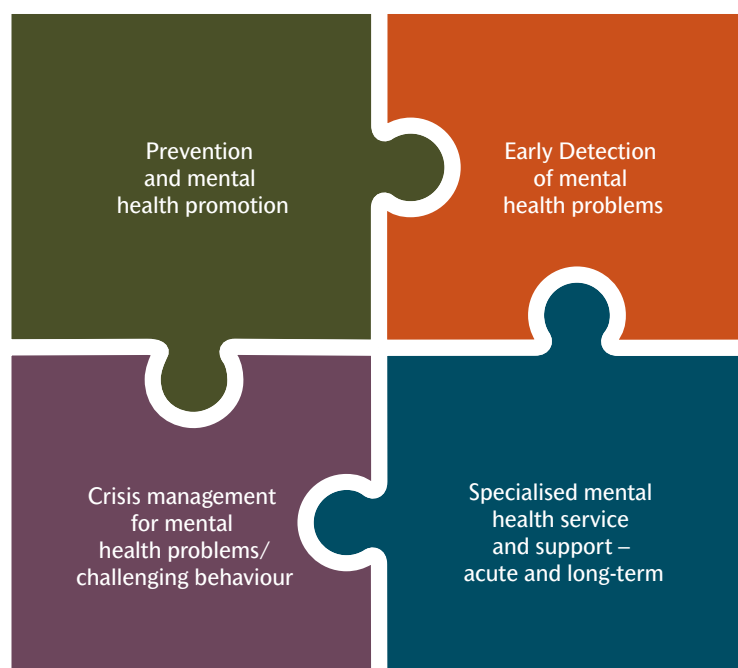 Prevention
and mental
health promotion
Early Detection
of mental
health problems
Crisis management
for mental
health problems/
challenging behaviour
Specialised mental
health service
and support –
acute and long-term